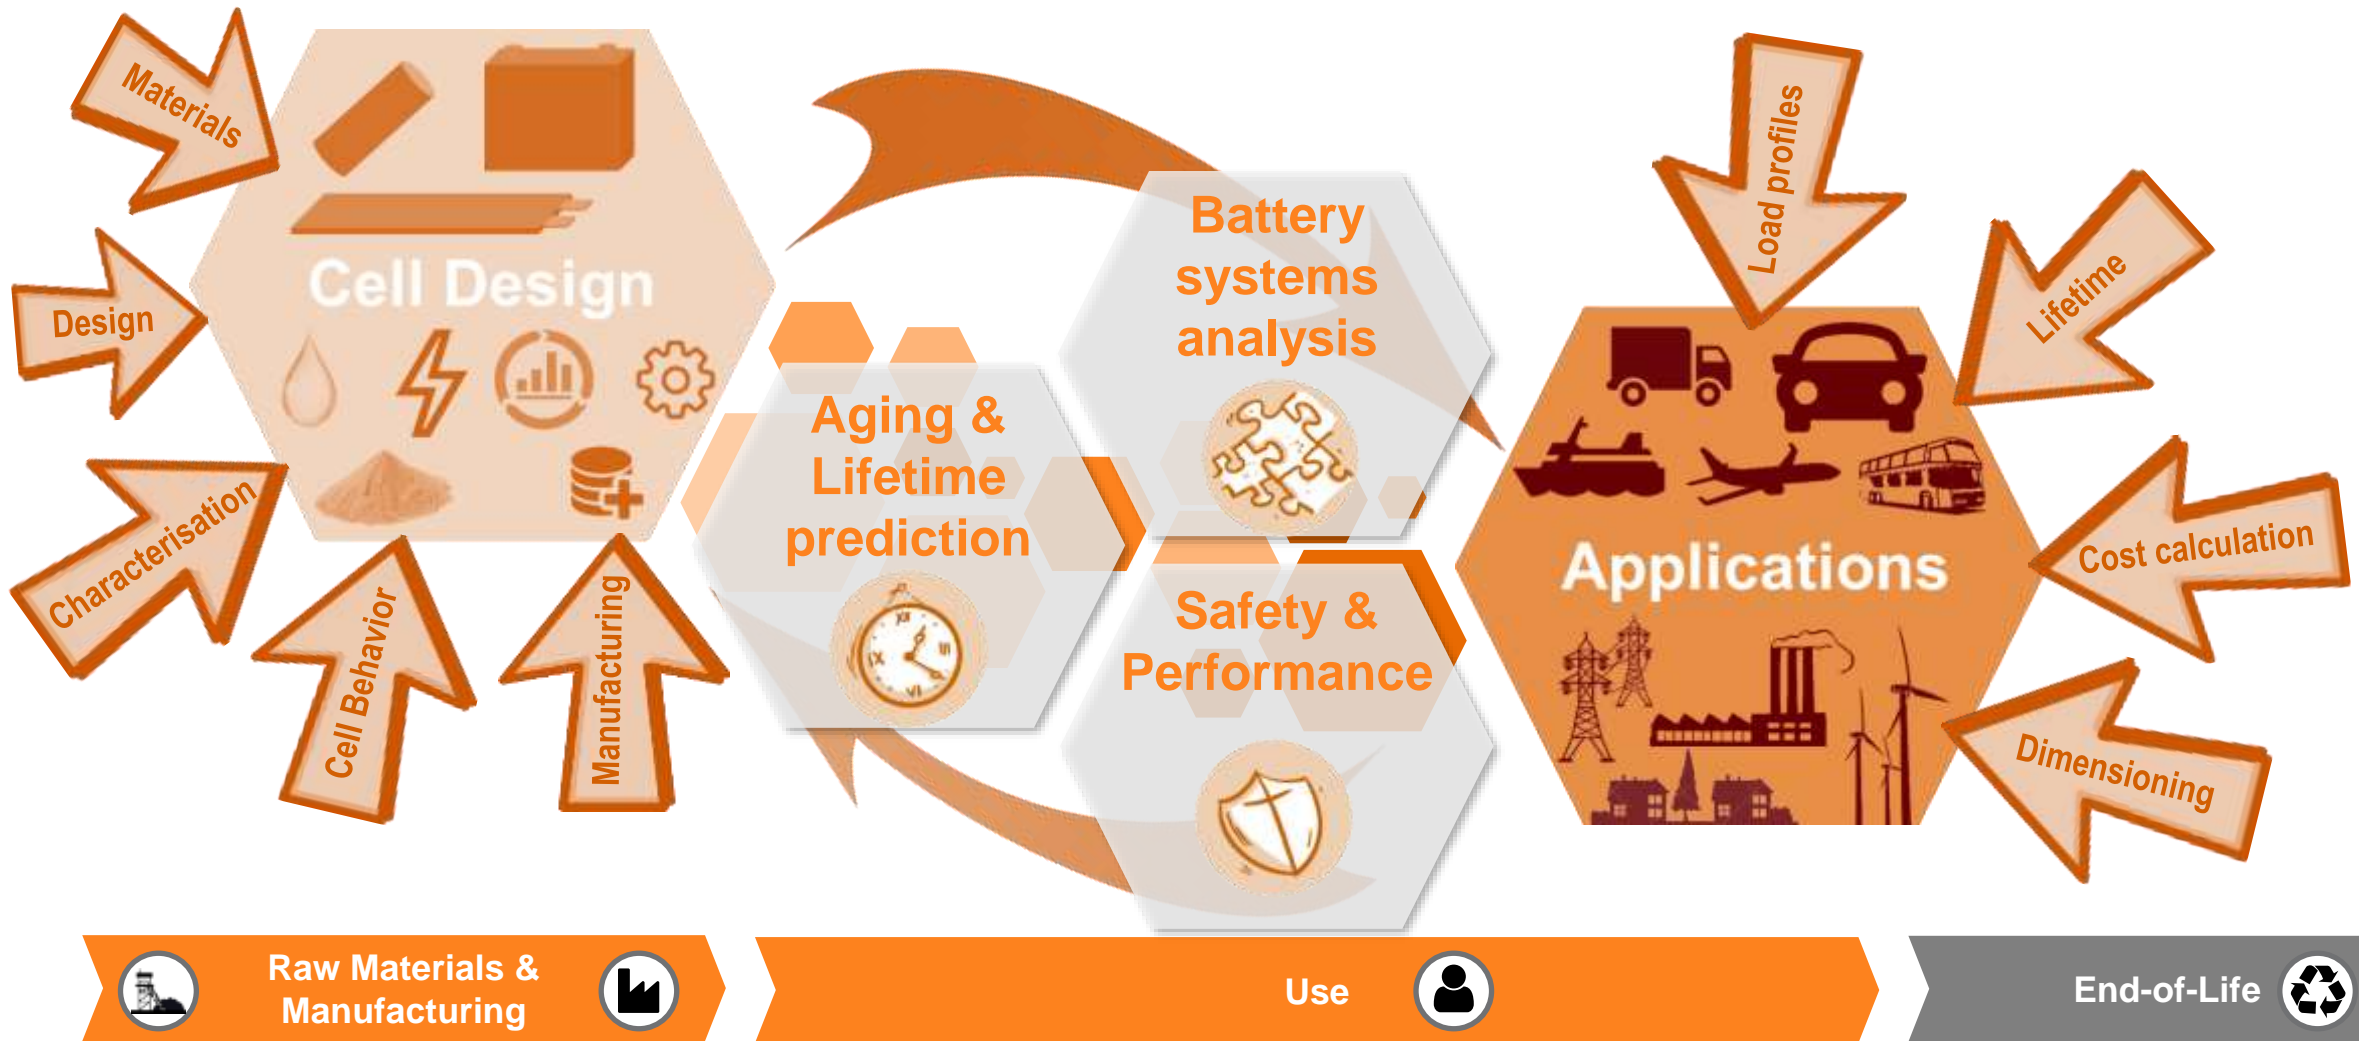 Materials
Design
Characterisation
Cell Behavior
Manufacturing
Cell Design
Aging &
Lifetime
prediction
Battery
systems
analysis
Safety &
Performance
Applications
Load profiles
Lifetime
Cost calculation
Dimensioning
Raw Materials &
Manufacturing
Use
End-of-Life